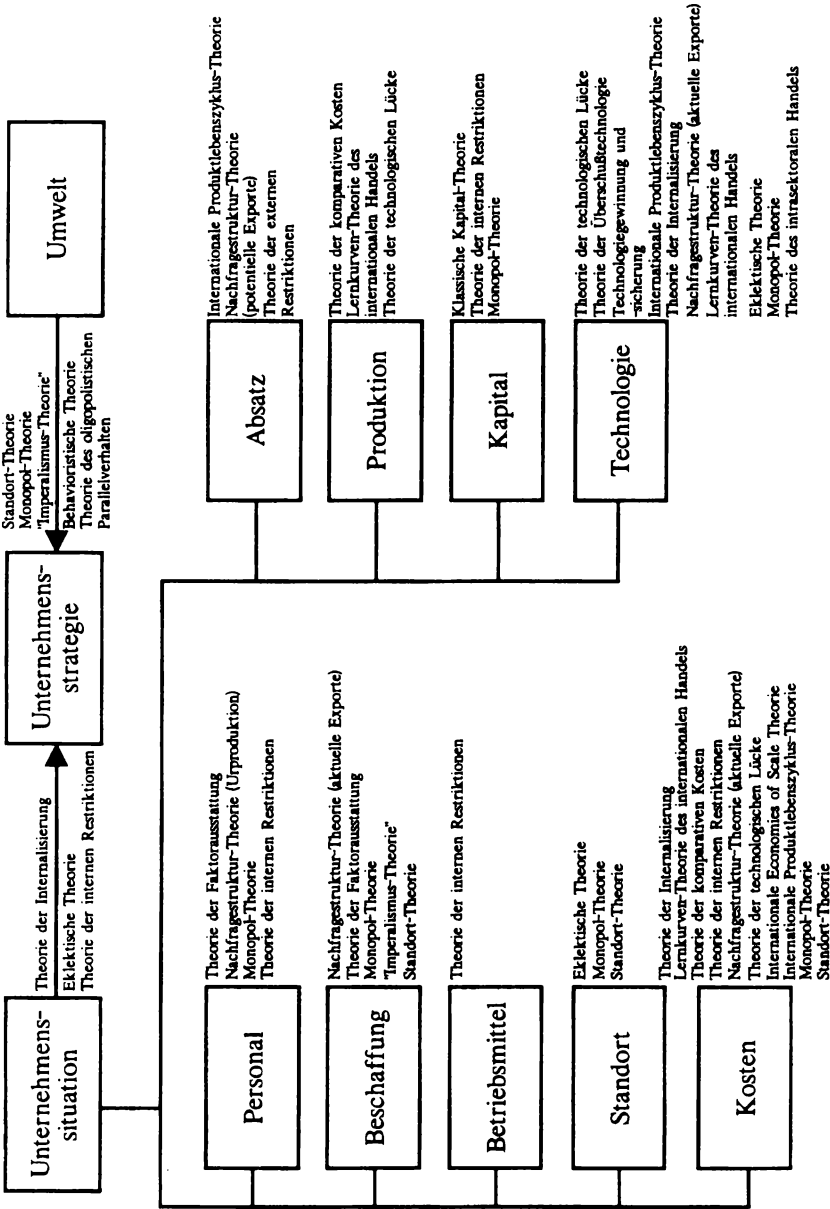 Unternehmens-
situation
Theorie der Internalisierung
Eklektische Theorie
Theorie der internen Restriktionen
Unternehmens-
strategie
Standort-Theorie
Monopol-Theorie
"Imperalismus-Theorie"
Behavioristische Theorie
Theorie des oligopolistischen
Parallelverhalten
Umwelt
Personal
Theorie der Faktorausstattung
Nachfragestruktur-Theorie (Urproduktion)
Monopol-Theorie
Theorie der internen Restriktionen
Beschaffung
Nachfragestruktur-Theorie (aktuelle Exporte)
Theorie der Faktorausstattung
Monopol-Theorie
"Imperalismus-Theorie"
Standort-Theorie
Betriebsmittel
Theorie der internen Restriktionen
Standort
Eklektische Theorie
Monopol-Theorie
Standort-Theorie
Kosten
Theorie der Internalisierung
Lernkurven-Theorie des internationalen Handels
Theorie der komparativen Kosten
Theorie der internen Restriktionen
Nachfragestruktur-Theorie (aktuelle Exporte)
Theorie der technologischen Lücke
Internationale Economies of Scale Theorie
Internationale Produktlebenszyklus-Theorie
Monopol-Theorie
Standort-Theorie
Absatz
Internationale Produktlebenszyklus-Theorie
Nachfragestruktur-Theorie
(potentielle Exporte)
Theorie der externen
Restriktionen
Produktion
Theorie der komparativen Kosten
Lernkurven-Theorie des
internationalen Handels
Theorie der technologischen Lücke
Kapital
Klassische Kapital-Theorie
Theorie der internen Restriktionen
Monopol-Theorie
Technologie
Theorie der technologischen Lücke
Theorie der Überschußtechnologie
Technologiegewinnung und
-sicherung
Internationale Produktlebenszyklus-Theorie
Theorie der Internalisierung
Nachfragestruktur-Theorie (aktuelle Exporte)
Lernkurven-Theorie des
internationalen Handels
Eklektische Theorie
Monopol-Theorie
Theorie des intrasektoralen Handels